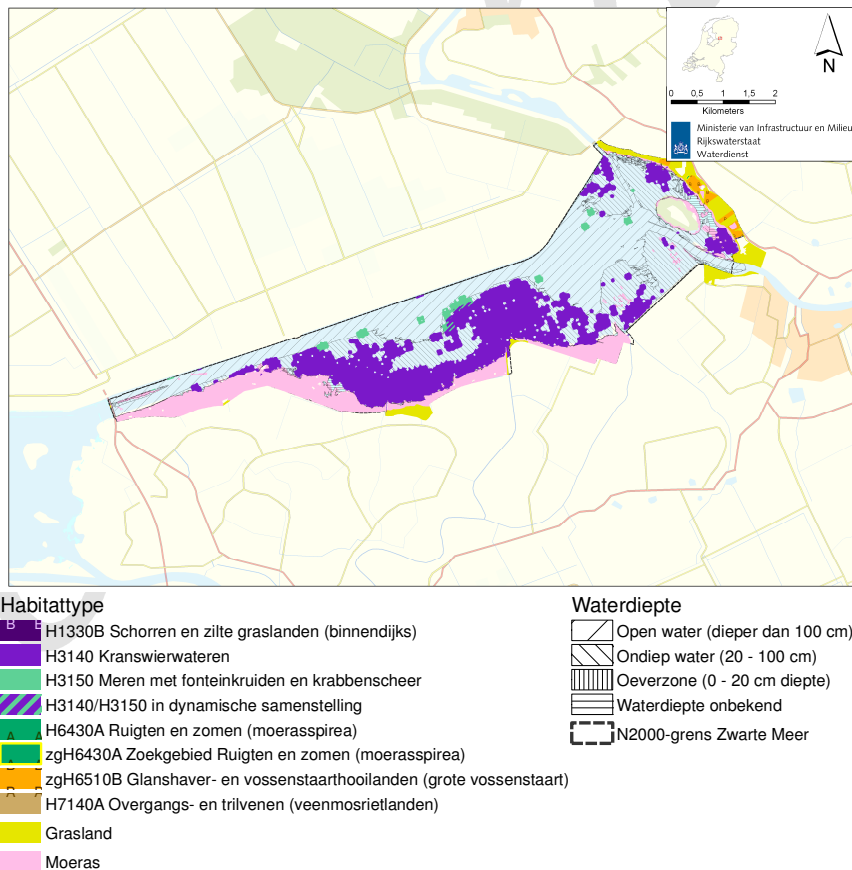 N
0 0,5 1 1,5 2
Kilometers
Ministerie van Infrastructuur en Milieu
Rijkswaterstaat
Waterdienst
Habitattype
B B H1330B Schorren en zilte graslanden (binnendijks)
H3140 Kranswierwateren
H3150 Meren met fonteinkruiden en krabbenscheer
H3140/H3150 in dynamische samenstelling
H6430A Ruigten en zomen (moerasspirea)
zgH6430A Zoekgebied Ruigten en zomen (moerasspirea)
zgH6510B Glanshaver- en vossenstaarthooilanden (grote vossenstaart)
H7140A Overgangs- en trilvenen (veenmosrietlanden)
Grasland
Moeras
Waterdiepte
Open water (dieper dan 100 cm)
Ondiep water (20 - 100 cm)
Oeverzone (0 - 20 cm diepte)
Waterdiepte onbekend
N2000-grens Zwarte Meer